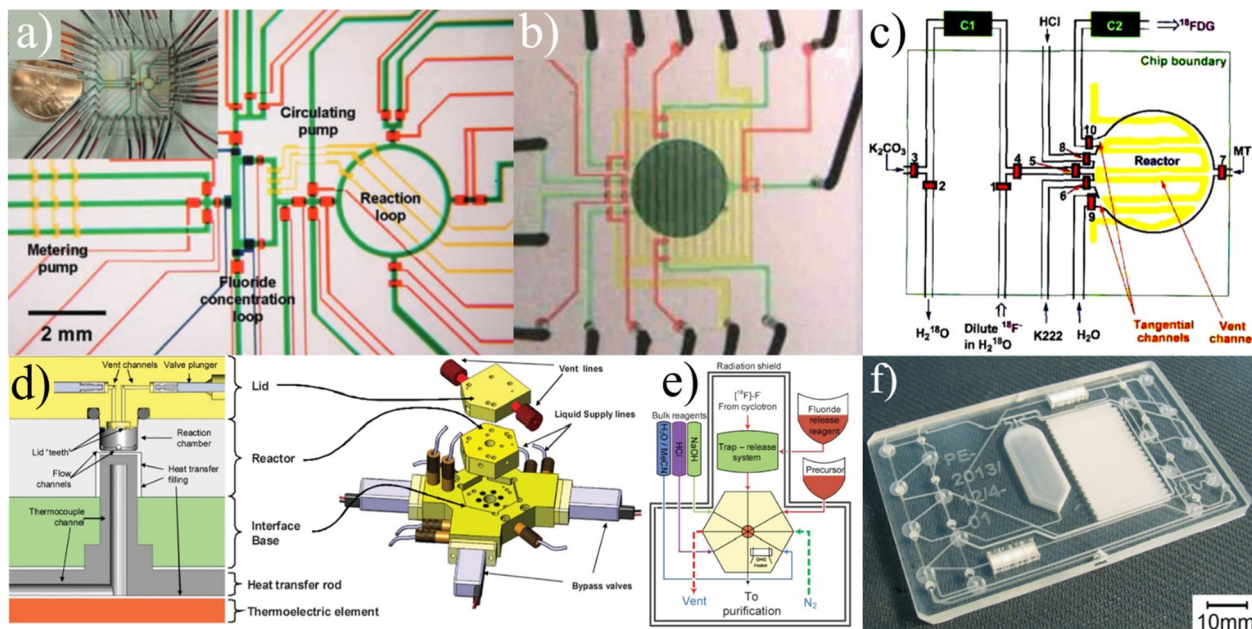 a)
Circulating
pump
Reaction
loop
Metering
pump
Fluoride
concentration
loop
2 mm
b)
c)
C1
HCl
C2
¹⁸FDG
Chip boundary
K₂CO₃
3
2
1
4
5
8
10
6
9
7
Reactor
MT
H₂¹⁸O
Dilute ¹⁸F⁻
in H₂¹⁸O
K222
H₂O
Tangential
channels
Vent
channel
d)
Vent channels
Valve plunger
Lid "teeth"
Flow
channels
Reaction
chamber
Heat transfer
filling
Thermocouple
channel
Lid
Reactor
Interface
Base
Heat transfer rod
Thermoelectric element
Vent lines
Liquid Supply lines
Bypass valves
e)
Radiation shield
[¹⁸F]-F⁻
From cyclotron
Bulk reagents
H₂O / MeCN
HCl
NaOH
Trap – release
system
Fluoride
release reagent
Precursor
Heater
Vent
To
purification
N₂
f)
PE-
2013/
01
10mm